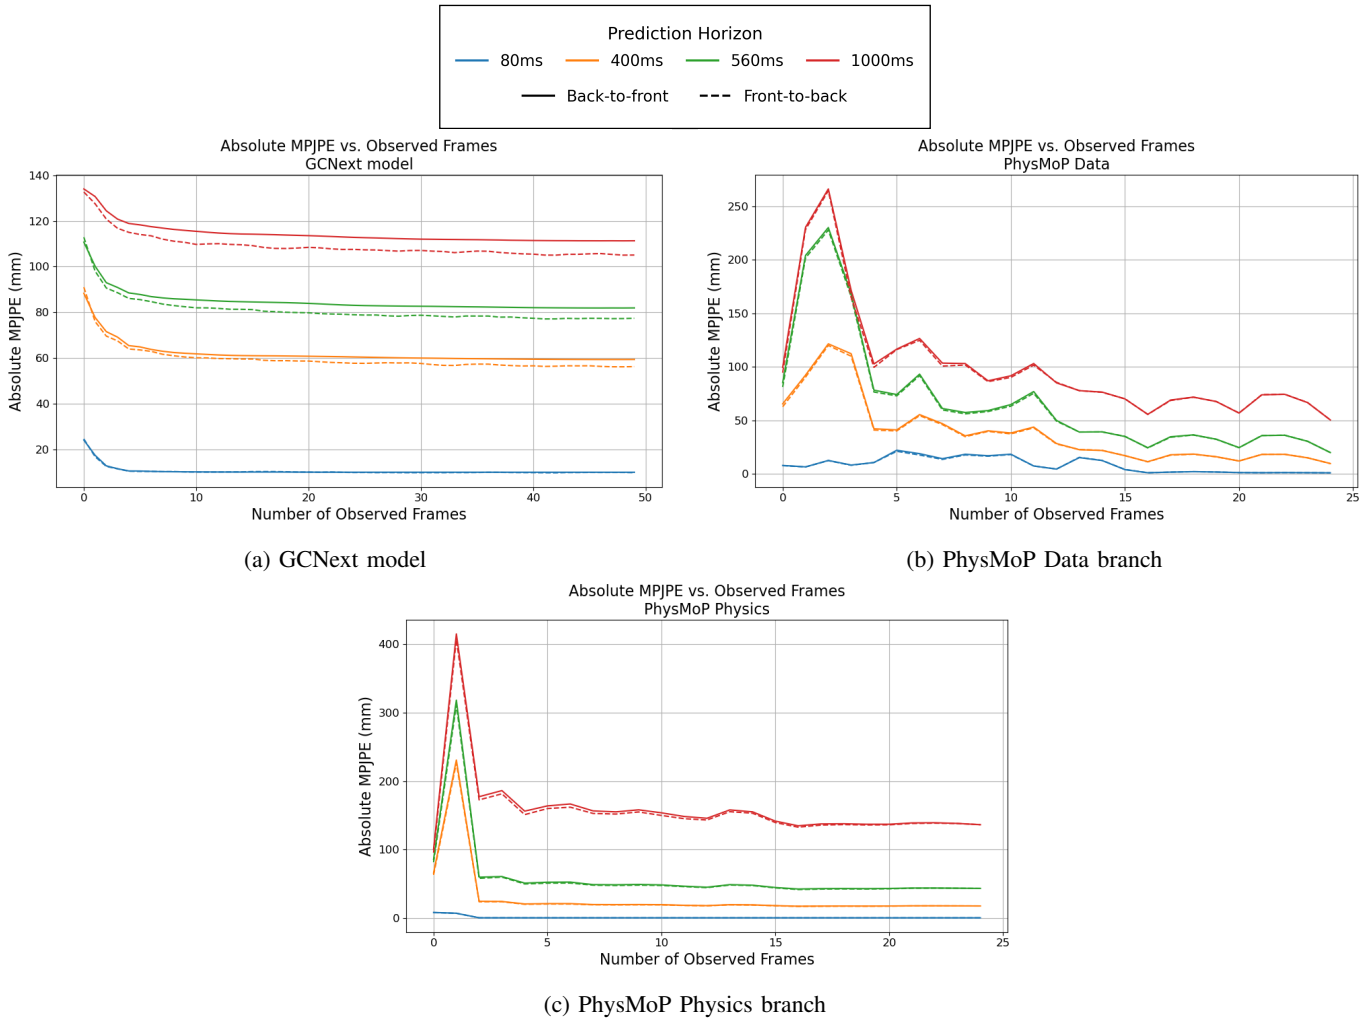 Prediction Horizon
80ms 400ms 560ms 1000ms
Back-to-front Front-to-back
Absolute MPJPE vs. Observed Frames
GCNext model
Absolute MPJPE (mm)
140
120
100
80
60
40
20
0 10 20 30 40 50
Number of Observed Frames
(a) GCNext model
Absolute MPJPE vs. Observed Frames
PhysMoP Data
Absolute MPJPE (mm)
250
200
150
100
50
0
0 5 10 15 20 25
Number of Observed Frames
(b) PhysMoP Data branch
Absolute MPJPE vs. Observed Frames
PhysMoP Physics
Absolute MPJPE (mm)
400
300
200
100
0
0 5 10 15 20 25
Number of Observed Frames
(c) PhysMoP Physics branch